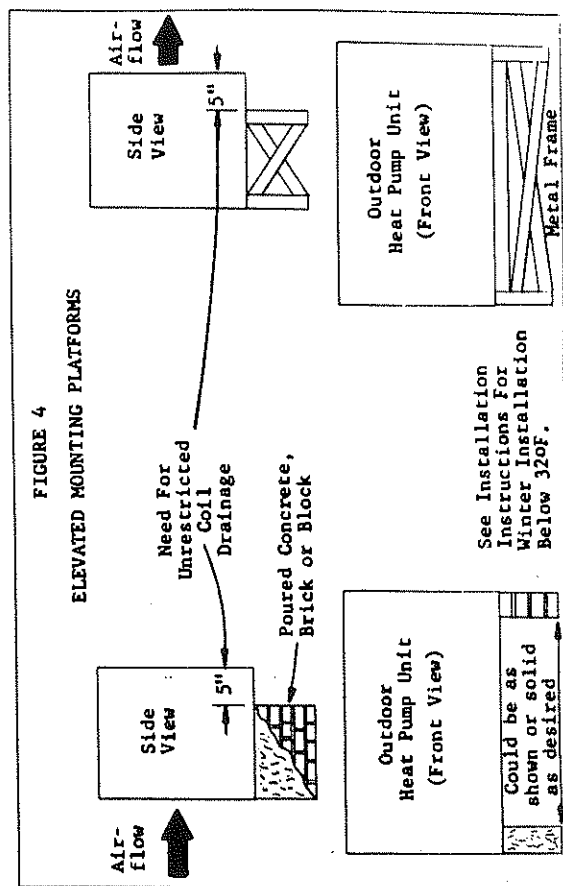 FIGURE 4
ELEVATED MOUNTING PLATFORMS
Air-
flow
Side
View
5"
Need For
Unrestricted
Coil
Drainage
Poured Concrete,
Brick or Block
Side
View
5"
Air-
flow
Outdoor
Heat Pump Unit
(Front View)
Could be as
shown or solid
as desired
See Installation
Instructions For
Winter Installation
Below 32oF.
Outdoor
Heat Pump Unit
(Front View)
Metal Frame